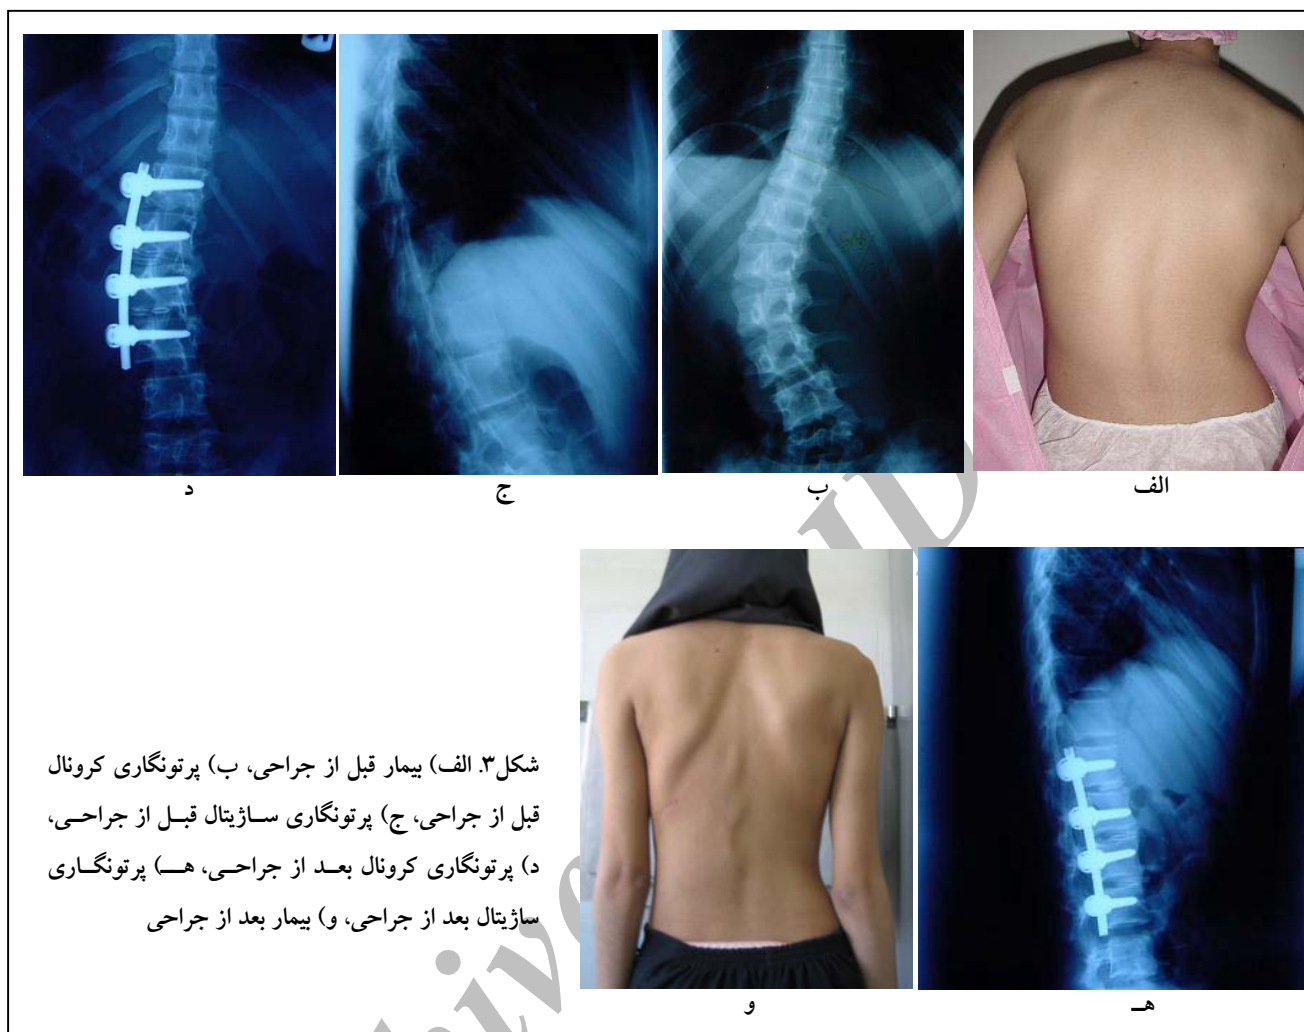 الف
ب
ج
د
هـ
و
شکل۳. الف) بیمار قبل از جراحی، ب) پرتونگاری کرونال
قبل از جراحی، ج) پرتونگاری ساژیتال قبل از جراحی،
د) پرتونگاری کرونال بعد از جراحی، هـ) پرتونگاری
ساژیتال بعد از جراحی، و) بیمار بعد از جراحی